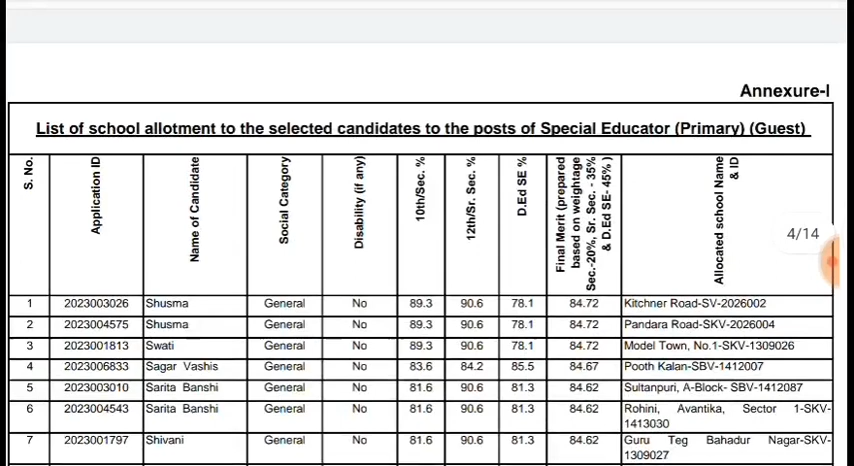 Annexure-I
List of school allotment to the selected candidates to the posts of Special Educator (Primary) (Guest)
S. No. Application ID Name of Candidate Social Category Disability (if any) 10th/Sec. % 12th/Sr. Sec. % D.Ed SE % Final Merit (prepared based on weightage Sec.-20%, Sr. Sec. - 35% & D.Ed SE- 45% ) Allocated school Name & ID
4/14
1 2023003026 Shusma General No 89.3 90.6 78.1 84.72 Kitchner Road-SV-2026002
2 2023004575 Shusma General No 89.3 90.6 78.1 84.72 Pandara Road-SKV-2026004
3 2023001813 Swati General No 89.3 90.6 78.1 84.72 Model Town, No.1-SKV-1309026
4 2023006833 Sagar Vashis General No 83.6 84.2 85.5 84.67 Pooth Kalan-SBV-1412007
5 2023003010 Sarita Banshi General No 81.6 90.6 81.3 84.62 Sultanpuri, A-Block- SBV-1412087
6 2023004543 Sarita Banshi General No 81.6 90.6 81.3 84.62 Rohini, Avantika, Sector 1-SKV-
1413030
7 2023001797 Shivani General No 81.6 90.6 81.3 84.62 Guru Teg Bahadur Nagar-SKV-
1309027